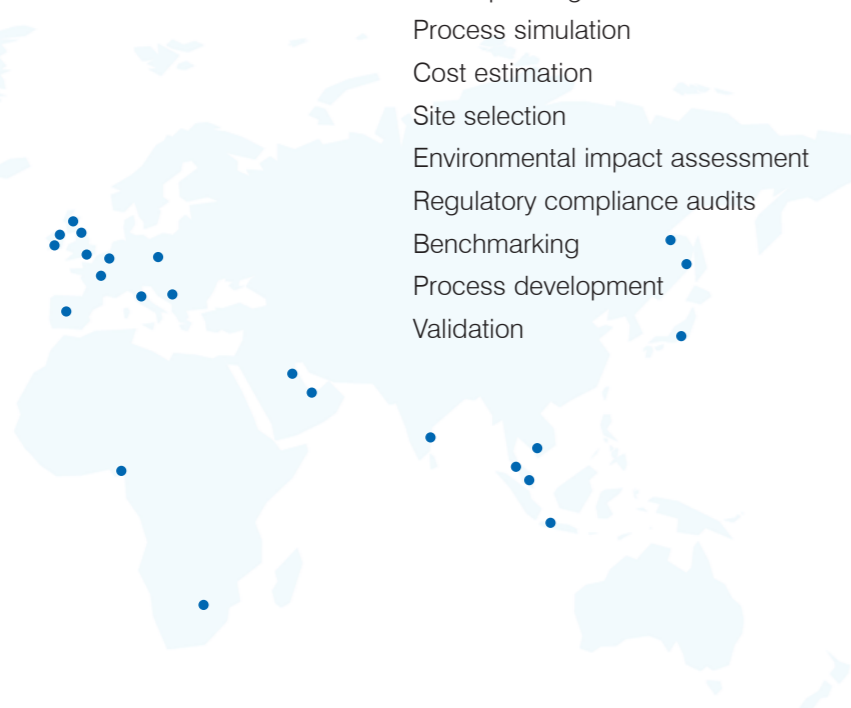 Process simulation
Cost estimation
Site selection
Environmental impact assessment
Regulatory compliance audits
Benchmarking
Process development
Validation